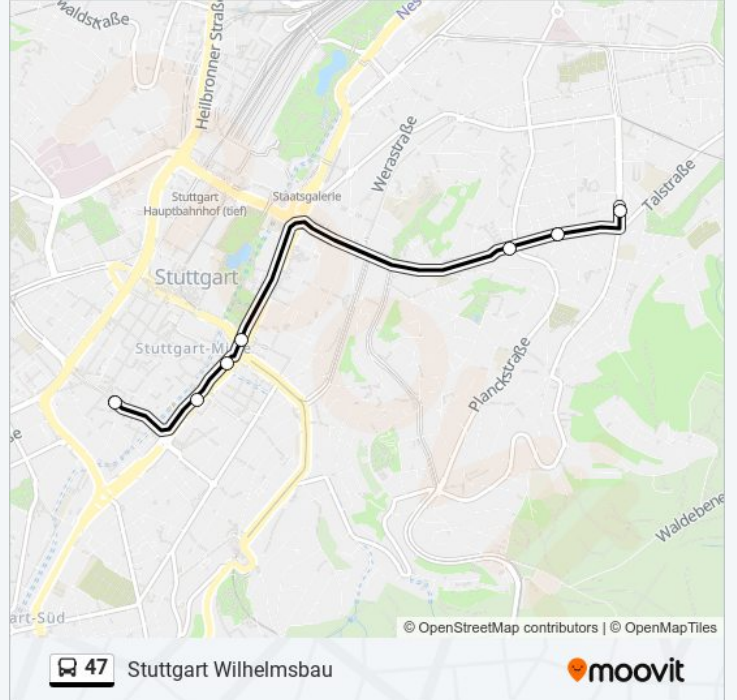 waldstraße
Heilbronner Straße
Nes
Werastraße
Talstraße
Stuttgart
Hauptbahnhof (tief)
Staatsgalerie
Stuttgart
Stuttgart-Mi e
Planckstraße
ße
Waldebene
art-Süd
© OpenStreetMap contributors | © OpenMapTiles
47 Stuttgart Wilhelmsbau
moovit